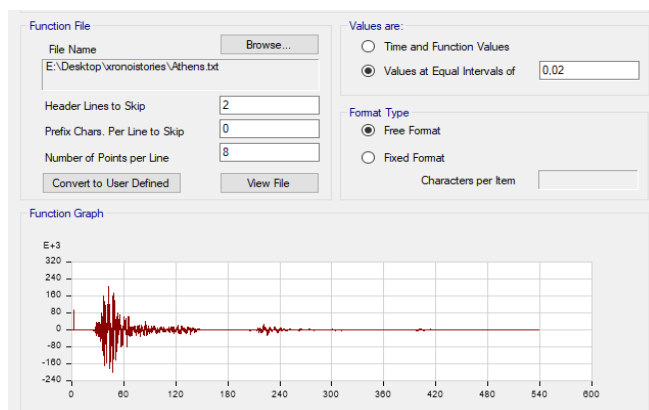 Function File
File Name
Browse...
E:\Desktop\xronoistories\Athens.txt
Header Lines to Skip
2
Prefix Chars. Per Line to Skip
0
Number of Points per Line
8
Convert to User Defined
View File
Values are:
Time and Function Values
Values at Equal Intervals of
0,02
Format Type
Free Format
Fixed Format
Characters per Item
Function Graph
E+3
320
240
160
80
0
-80
-160
-240
0 60 120 180 240 300 360 420 480 540 600